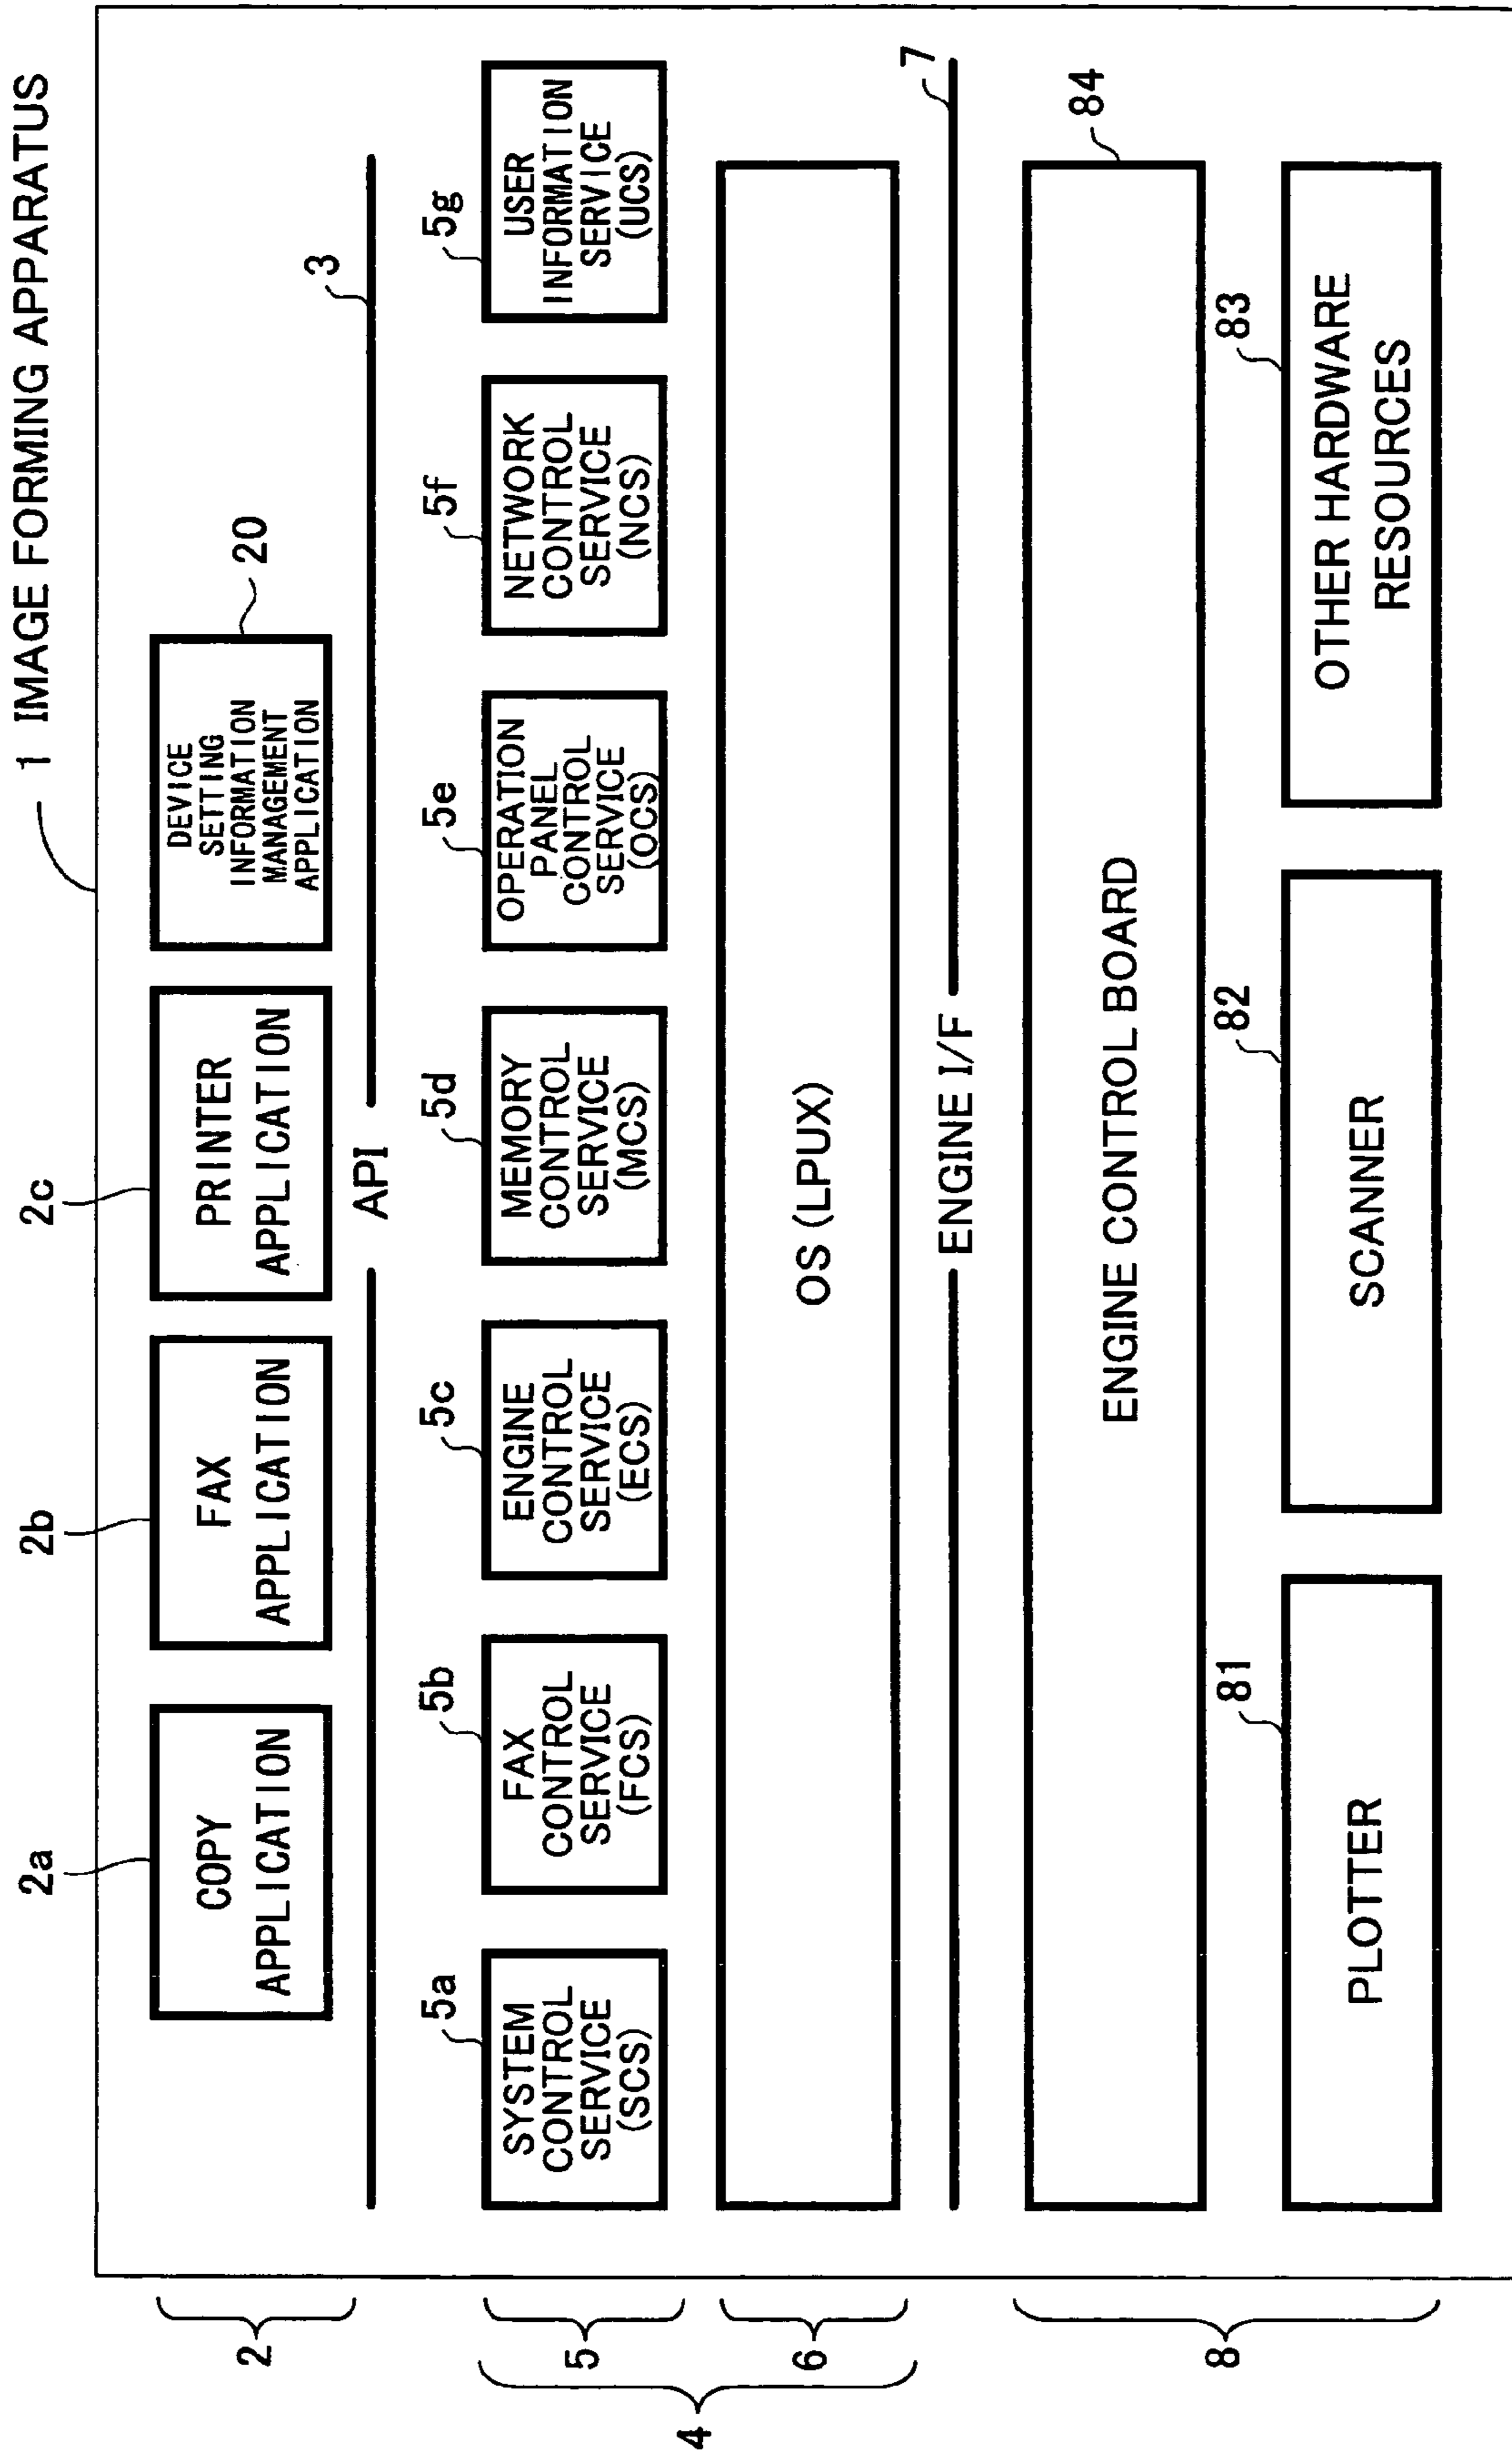 1 IMAGE FORMING APPARATUS
2a
2b
2c
COPY
APPLICATION
FAX
APPLICATION
PRINTER
APPLICATION
DEVICE
SETTING
INFORMATION
MANAGEMENT
APPLICATION
20
2
API
3
5a
5b
5c
5d
5e
5f
5g
SYSTEM
CONTROL
SERVICE
(SCS)
FAX
CONTROL
SERVICE
(FCS)
ENGINE
CONTROL
SERVICE
(ECS)
MEMORY
CONTROL
SERVICE
(MCS)
OPERATION
PANEL
CONTROL
SERVICE
(OCS)
NETWORK
CONTROL
SERVICE
(NCS)
USER
INFORMATION
SERVICE
(UCS)
5
4
OS (LPUX)
6
ENGINE I/F
7
ENGINE CONTROL BOARD
84
8
81
82
83
PLOTTER
SCANNER
OTHER HARDWARE
RESOURCES